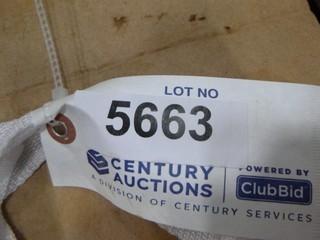 LOT NO
5663
CENTURY AUCTIONS
POWERED BY
ClubBid
A DIVISION OF CENTURY SERVICES